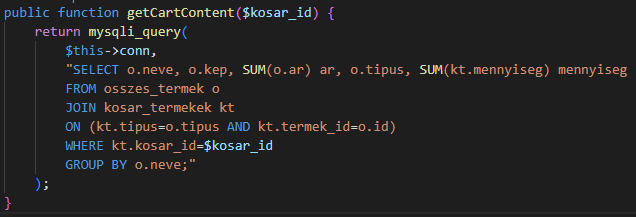 public function getCartContent($kosar_id) {
return mysqli_query(
$this->conn,
"SELECT o.neve, o.kep, SUM(o.ar) ar, o.tipus, SUM(kt.mennyiseg) mennyiseg
FROM osszes_termek o
JOIN kosar_termekek kt
ON (kt.tipus=o.tipus AND kt.termek_id=o.id)
WHERE kt.kosar_id=$kosar_id
GROUP BY o.neve;"
);
}